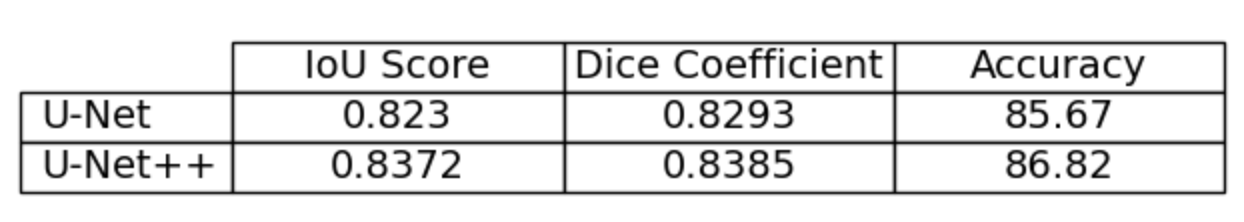 IoU Score Dice Coefficient Accuracy
U-Net 0.823 0.8293 85.67
U-Net++ 0.8372 0.8385 86.82